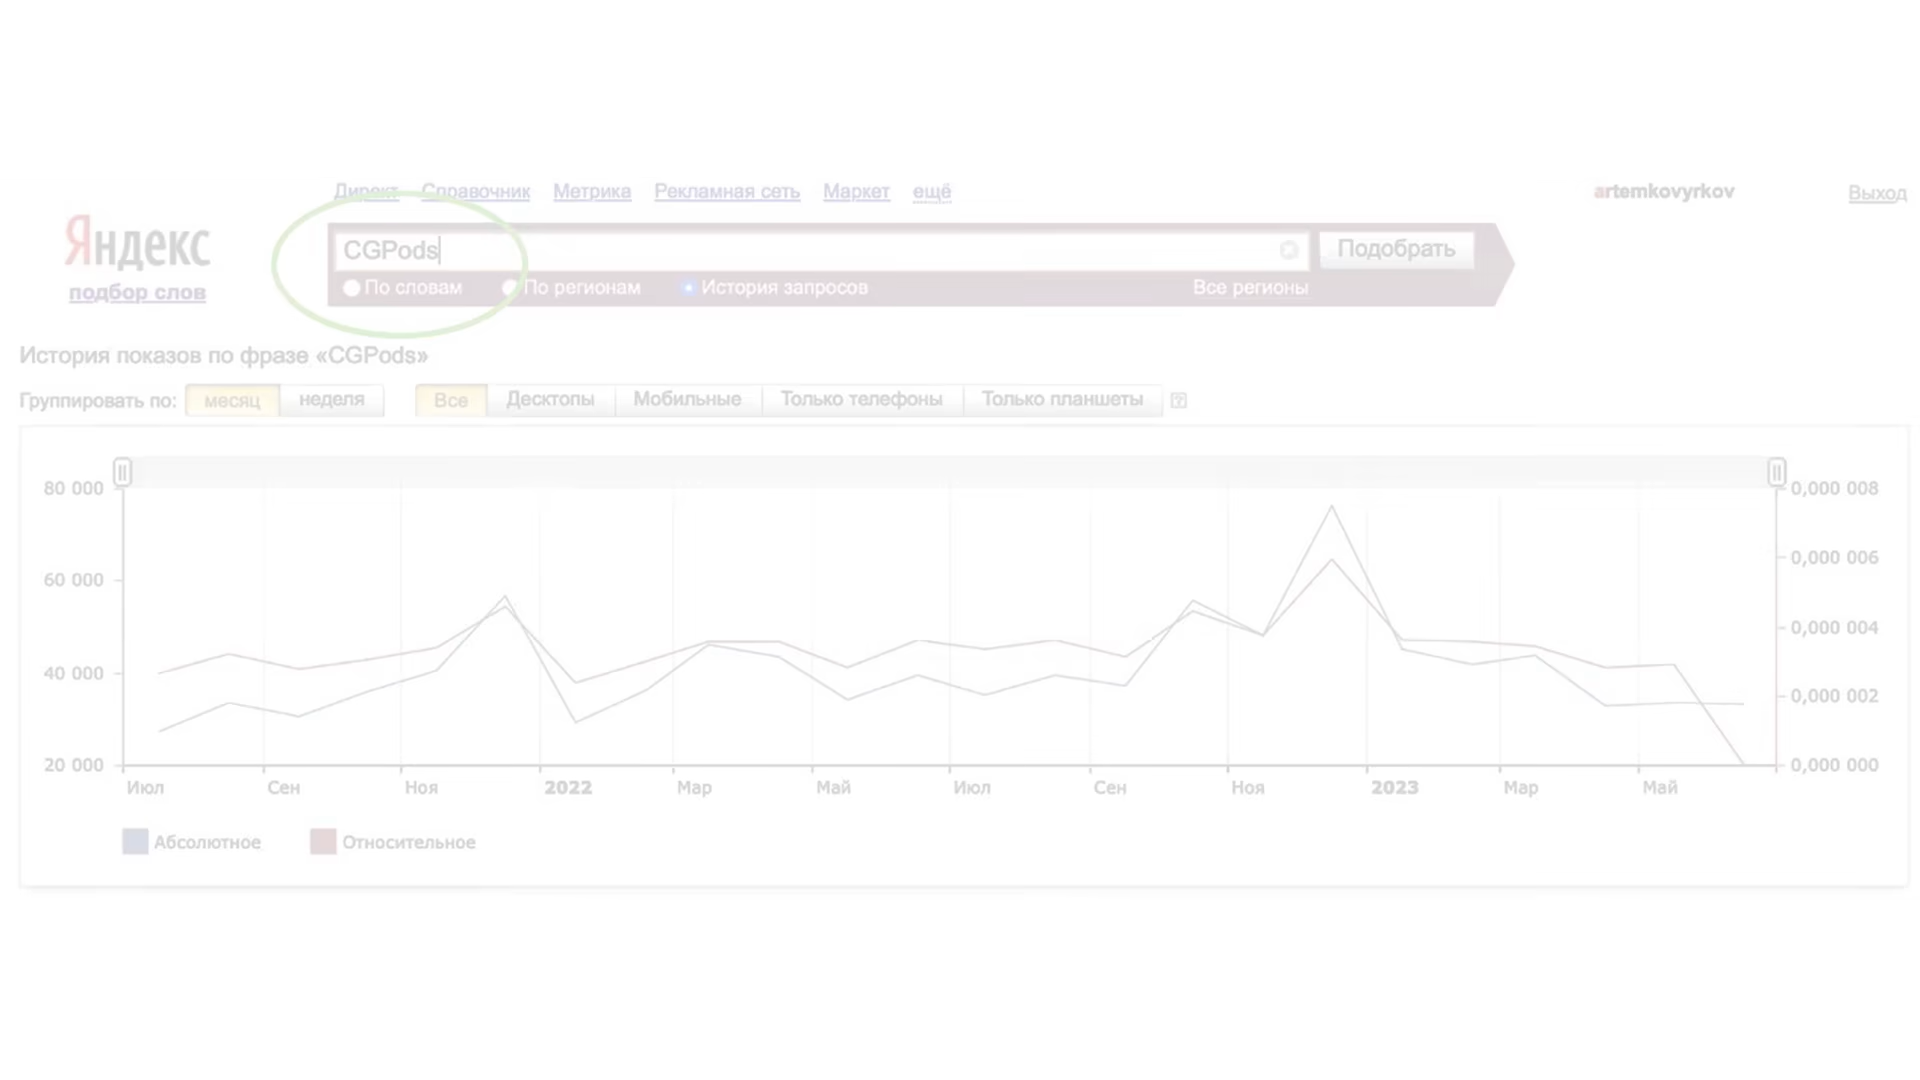 Директ Справочник Метрика Рекламная сеть Маркет ещё
artemkovyrkov Выход
Яндекс
подбор слов
CGPods
Подобрать
По словам По регионам История запросов Все регионы
История показов по фразе «CGPods»
Группировать по: месяц неделя Все Десктопы Мобильные Только телефоны Только планшеты ?
80 000
60 000
40 000
20 000
0,000 008
0,000 006
0,000 004
0,000 002
0,000 000
Июл Сен Ноя 2022 Мар Май Июл Сен Ноя 2023 Мар Май
Абсолютное Относительное